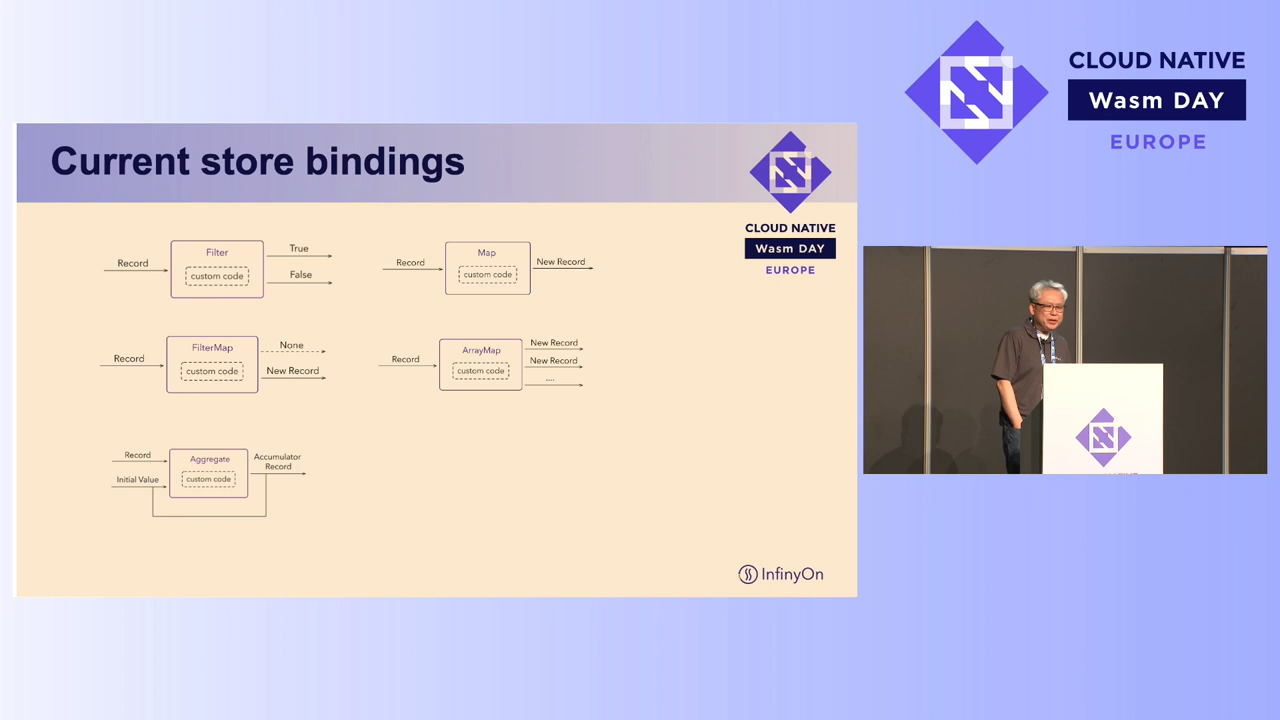 CLOUD NATIVE
Wasm DAY
EUROPE
Current store bindings
CLOUD NATIVE
Wasm DAY
EUROPE
Record
Filter
custom code
True
False
Record
Map
custom code
New Record
Record
FilterMap
custom code
None
New Record
Record
ArrayMap
custom code
New Record
New Record
....
Record
Initial Value
Aggregate
custom code
Accumulator
Record
InfinyOn